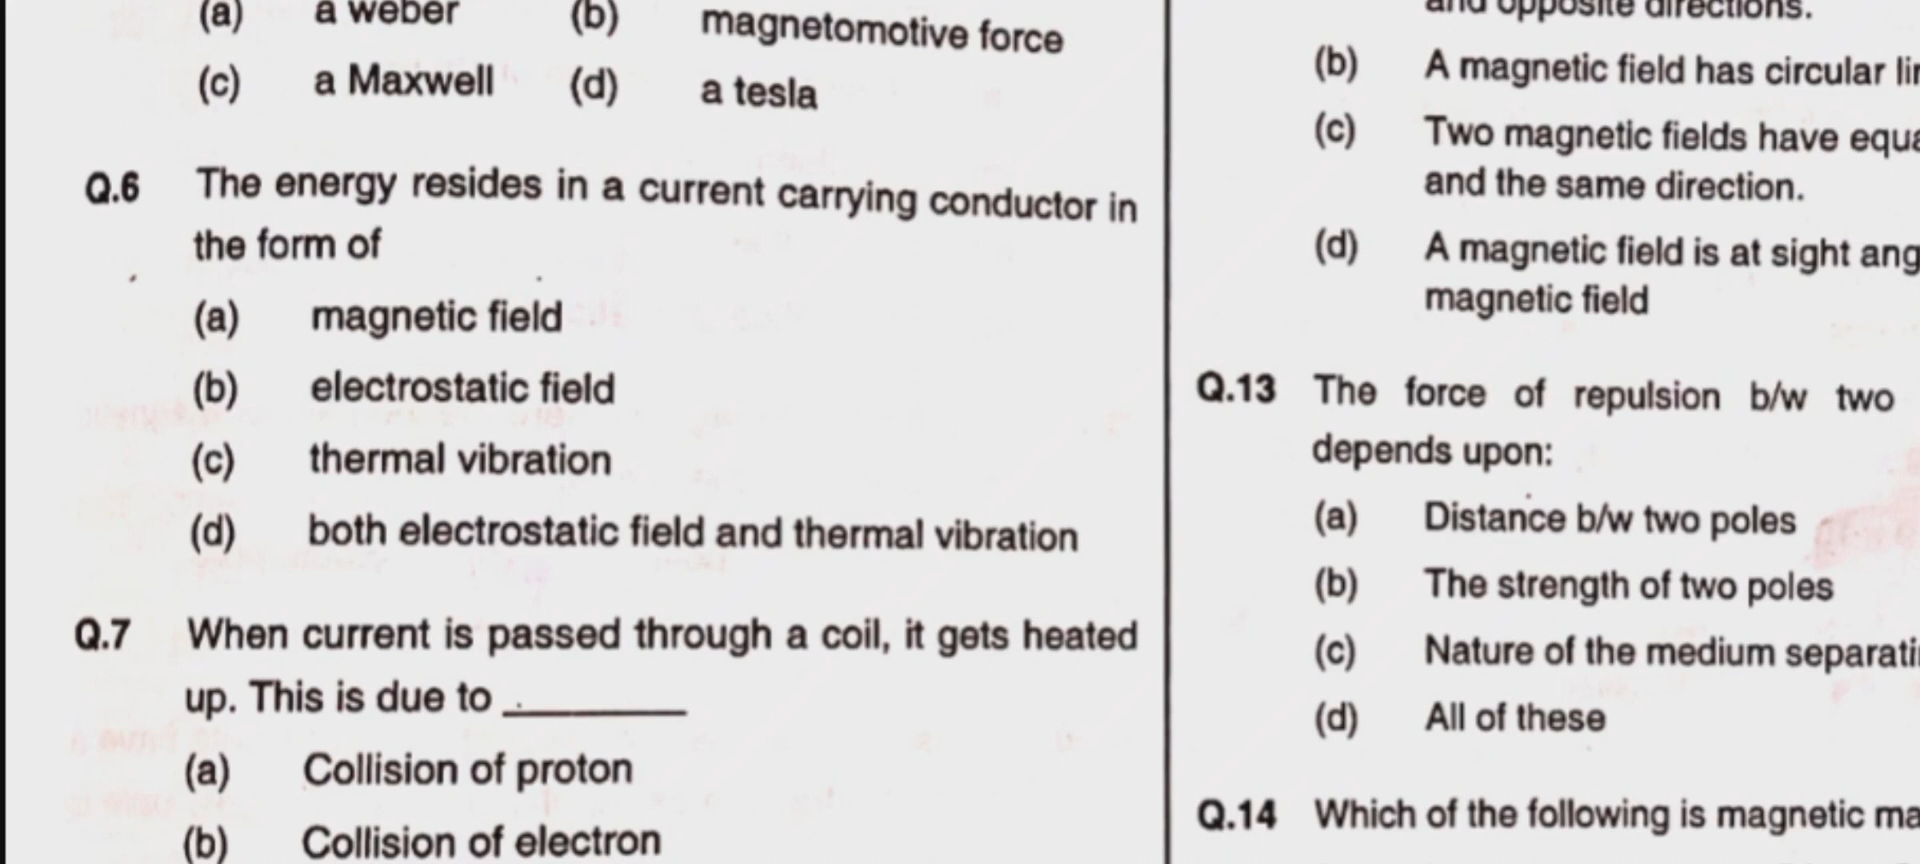 (a) a weber (b) magnetomotive force
(c) a Maxwell (d) a tesla
Q.6 The energy resides in a current carrying conductor in
the form of
(a) magnetic field
(b) electrostatic field
(c) thermal vibration
(d) both electrostatic field and thermal vibration
Q.7 When current is passed through a coil, it gets heated
up. This is due to ________
(a) Collision of proton
(b) Collision of electron
and opposite directions.
(b) A magnetic field has circular
(c) Two magnetic fields have
and the same direction.
(d) A magnetic field is at sight
magnetic field
Q.13 The force of repulsion b/w two
depends upon:
(a) Distance b/w two poles
(b) The strength of two poles
(c) Nature of the medium
(d) All of these
Q.14 Which of the following is magnetic